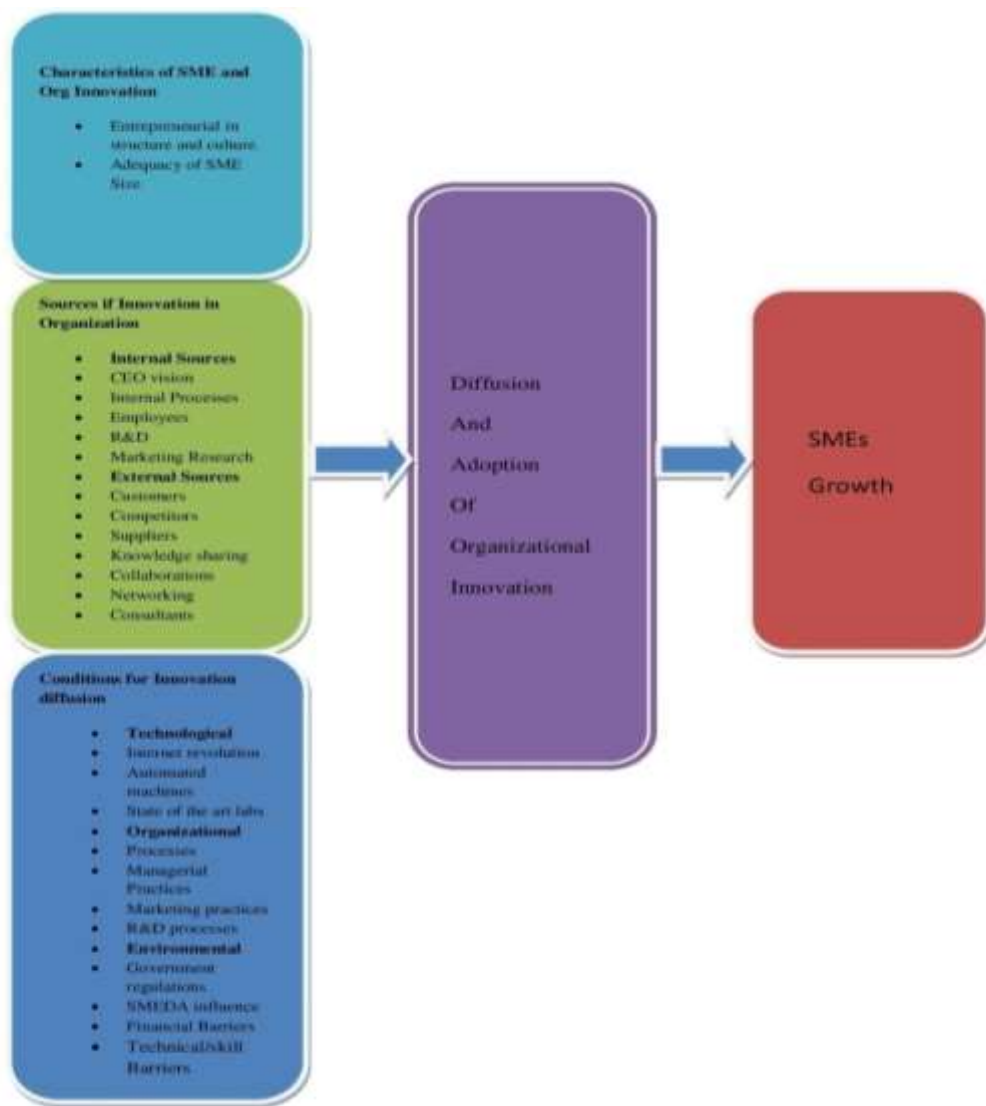 Characteristics of SME and
Org Innovation
• Entrepreneurial in
structure and culture
• Adequacy of SME
Size
Sources if Innovation in
Organization
• Internal Sources
• CEO vision
• Internal Processes
• Employees
• R&D
• Marketing Research
• External Sources
• Customers
• Competitors
• Suppliers
• Knowledge sharing
• Collaborations
• Networking
• Consultants
Conditions for Innovation
diffusion
• Technological
• Internet revolution
• Automated
machines
• State of the art labs
• Organizational
• Processes
• Managerial
Practices
• Marketing practices
• R&D processes
• Environmental
• Government
regulations
• SMEDA influence
• Financial Barriers
• Technical/skill
Barriers
Diffusion
And
Adoption
Of
Organizational
Innovation
SMEs
Growth